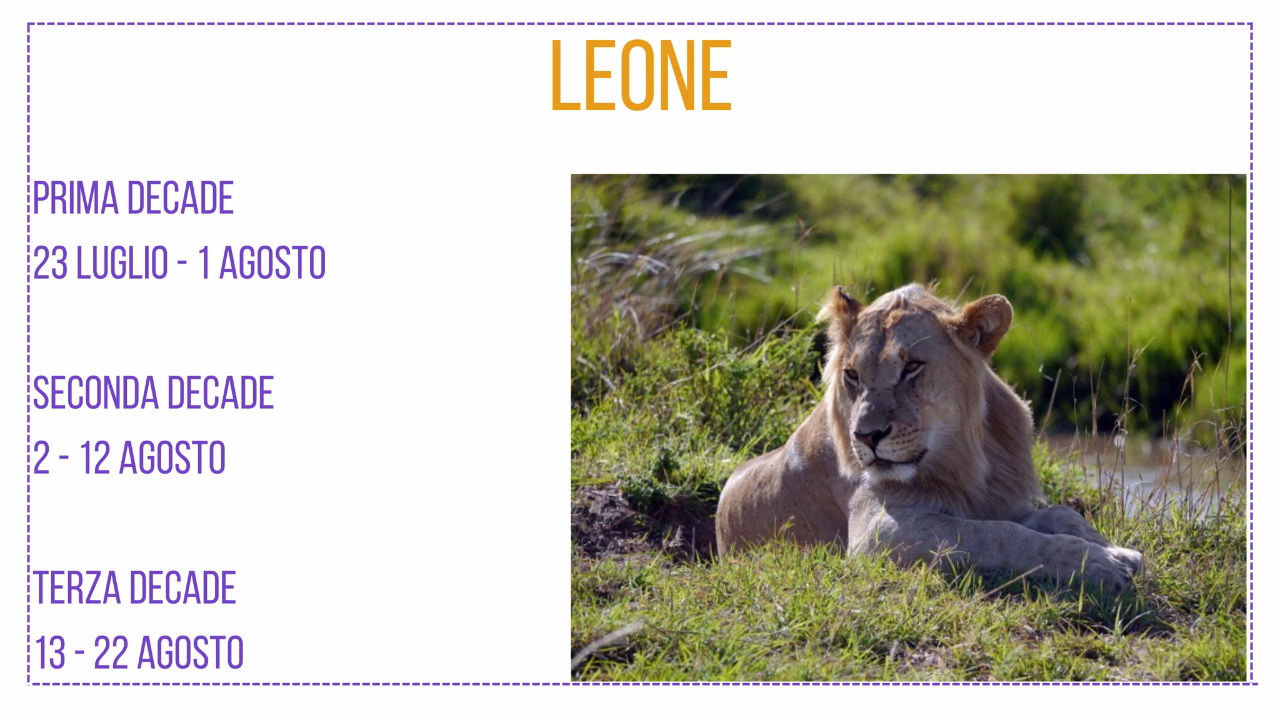 LEONE
PRIMA DECADE
23 LUGLIO - 1 AGOSTO
SECONDA DECADE
2 - 12 AGOSTO
TERZA DECADE
13 - 22 AGOSTO